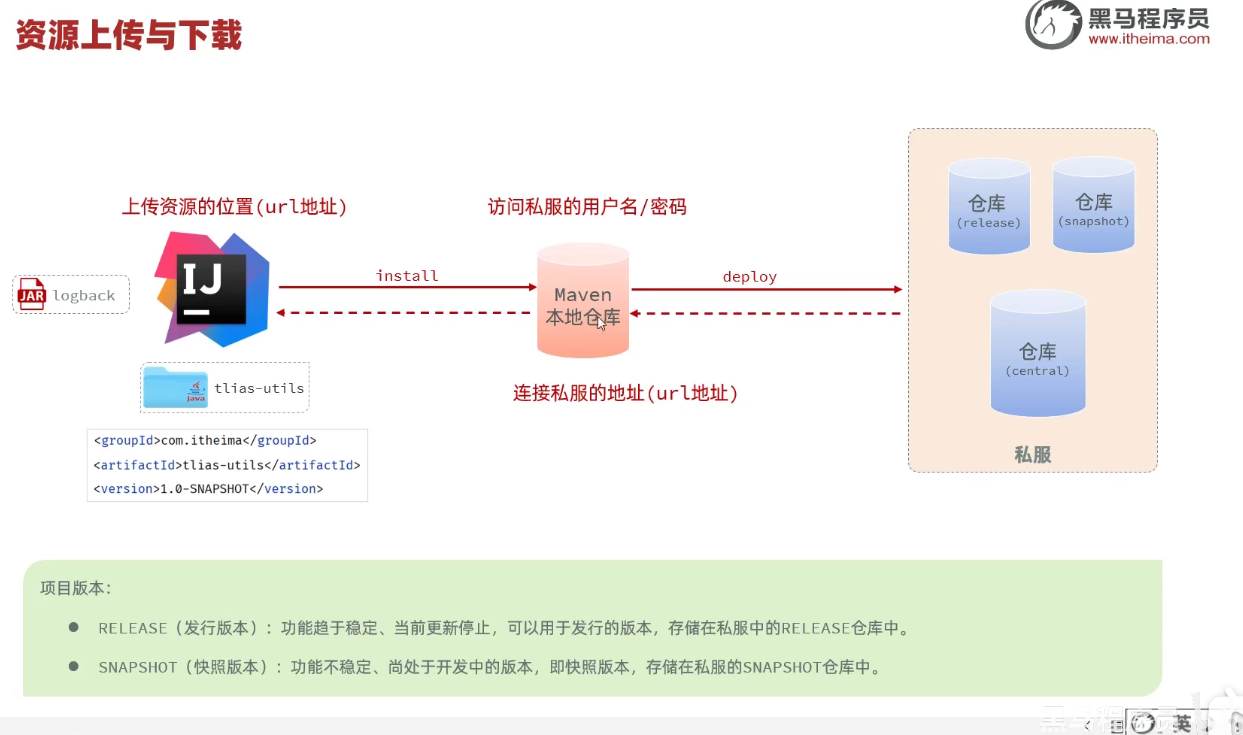 资源上传与下载
黑马程序员
www.itheima.com
上传资源的位置(url地址)
访问私服的用户名/密码
仓库
(release)
仓库
(snapshot)
IJ
install
deploy
JAR
logback
Maven
本地仓库
仓库
(central)
Java
tlias-utils
连接私服的地址(url地址)
<groupId>com.itheima</groupId>
<artifactId>tlias-utils</artifactId>
<version>1.0-SNAPSHOT</version>
私服
项目版本：
RELEASE（发行版本）：功能趋于稳定、当前更新停止，可以用于发行的版本，存储在私服中的RELEASE仓库中。
SNAPSHOT（快照版本）：功能不稳定、尚处于开发中的版本，即快照版本，存储在私服的SNAPSHOT仓库中。
黑马程序员
英